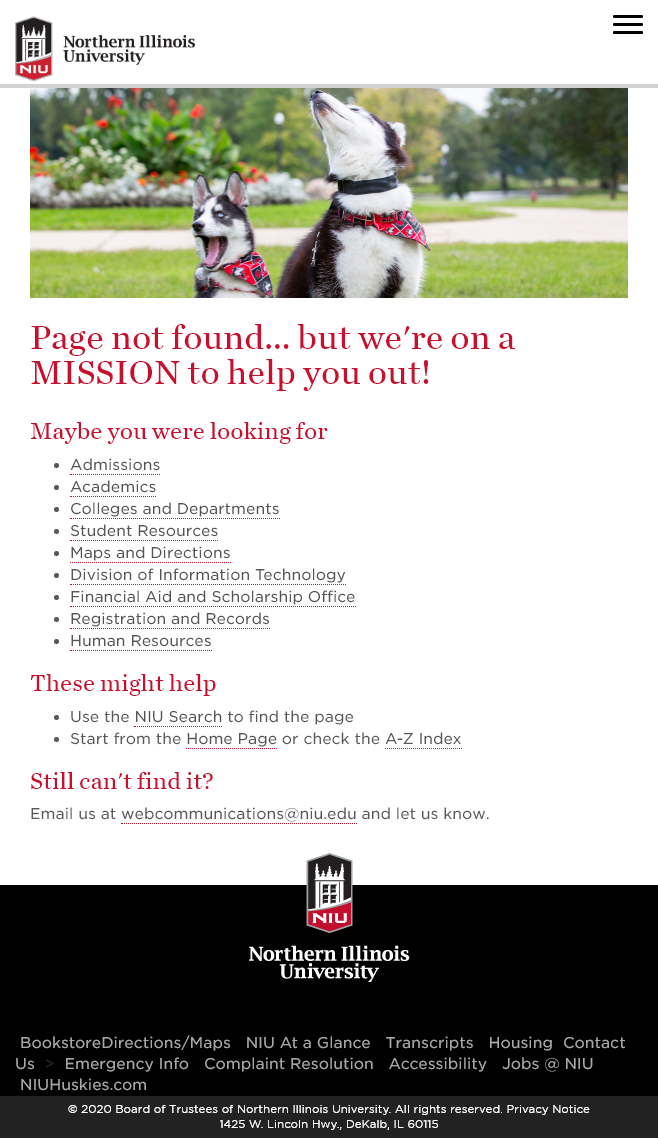 NIU
Northern Illinois
University
Page not found... but we're on a
MISSION to help you out!
Maybe you were looking for
Admissions
Academics
Colleges and Departments
Student Resources
Maps and Directions
Division of Information Technology
Financial Aid and Scholarship Office
Registration and Records
Human Resources
These might help
Use the NIU Search to find the page
Start from the Home Page or check the A-Z Index
Still can't find it?
Email us at webcommunications@niu.edu and let us know.
NIU
Northern Illinois
University
BookstoreDirections/Maps NIU At a Glance Transcripts Housing Contact
Us > Emergency Info Complaint Resolution Accessibility Jobs @ NIU
NIUHuskies.com
© 2020 Board of Trustees of Northern Illinois University. All rights reserved. Privacy Notice
1425 W. Lincoln Hwy., DeKalb, IL 60115